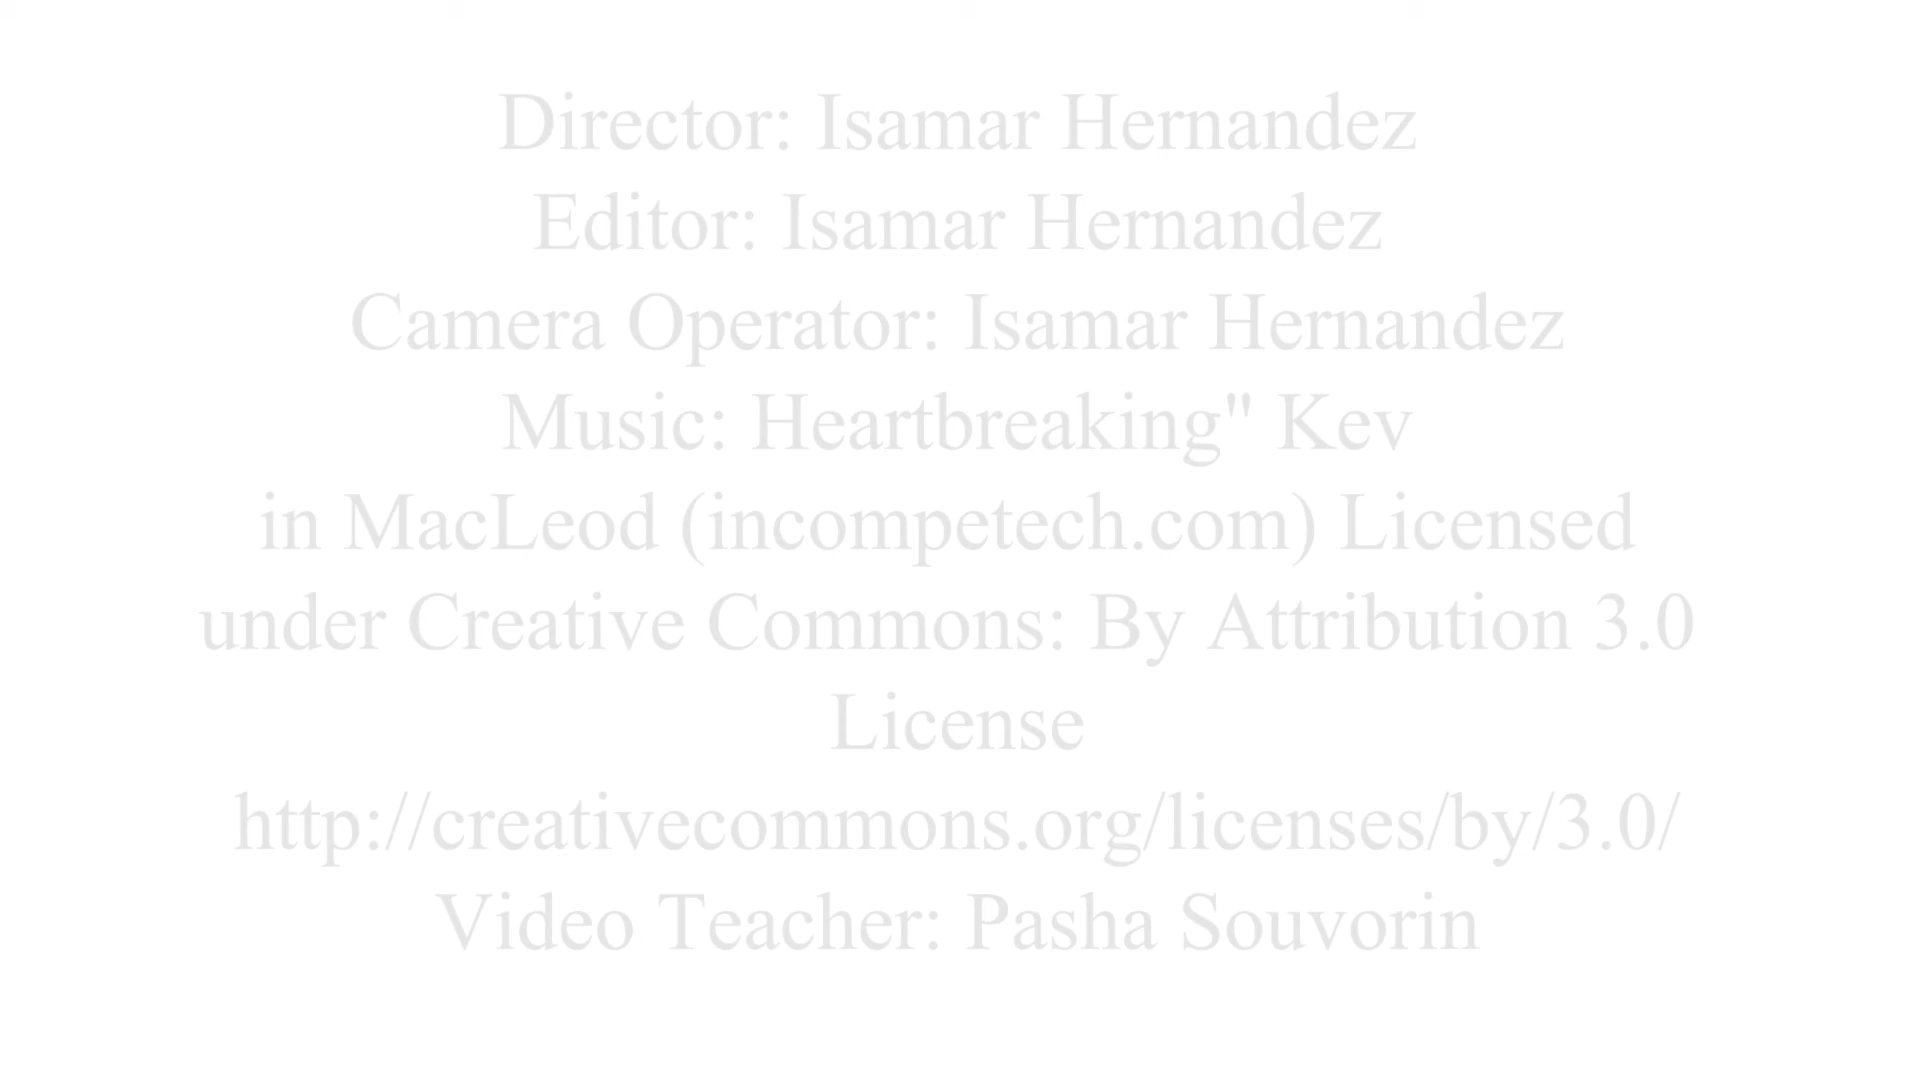 Director: Isamar Hernandez
Editor: Isamar Hernandez
Camera Operator: Isamar Hernandez
Music: Heartbreaking" Kev
in MacLeod (incompetech.com) Licensed
under Creative Commons: By Attribution 3.0
License
http://creativecommons.org/licenses/by/3.0/
Video Teacher: Pasha Souvorin